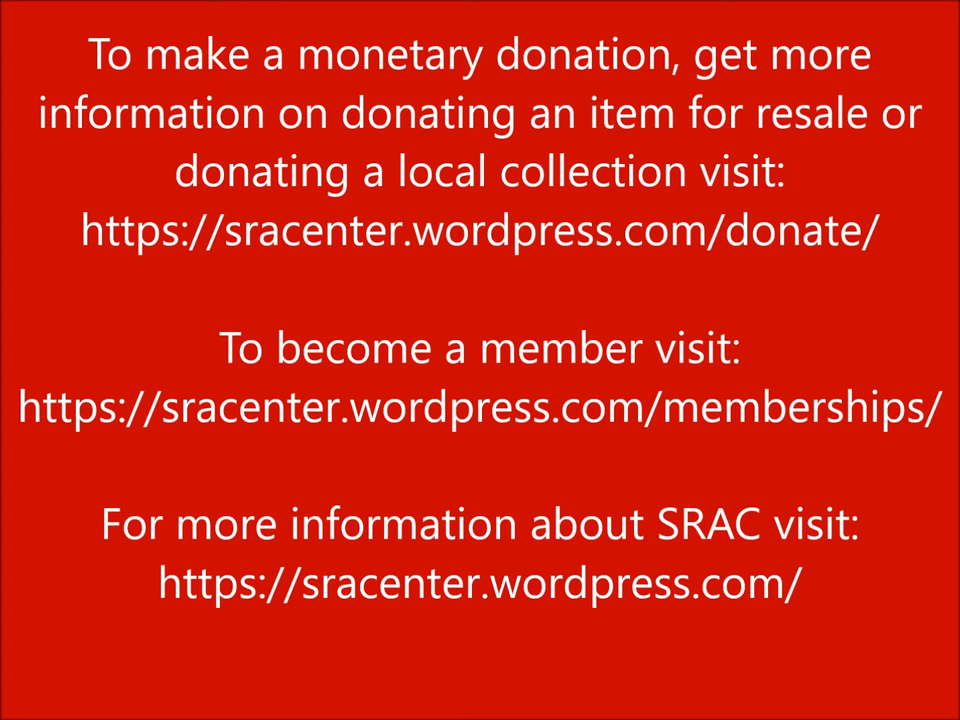 To make a monetary donation, get more
information on donating an item for resale or
donating a local collection visit:
https://sracenter.wordpress.com/donate/
To become a member visit:
https://sracenter.wordpress.com/memberships/
For more information about SRAC visit:
https://sracenter.wordpress.com/